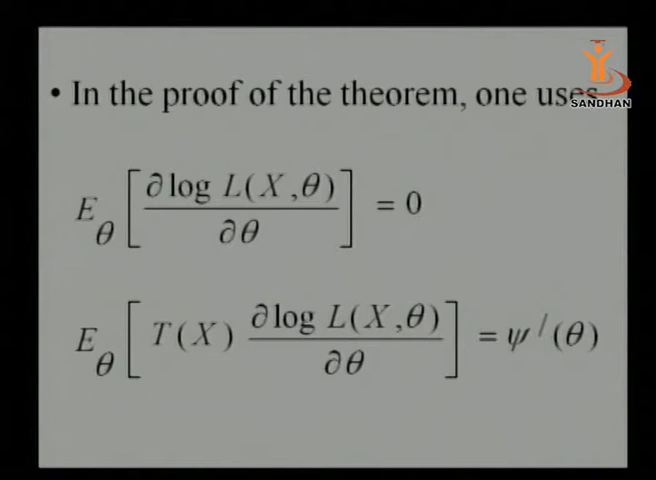 • In the proof of the theorem, one uses
SANDHAN
E_θ [ ∂ log L(X,θ) / ∂θ ] = 0
E_θ [ T(X) ∂ log L(X,θ) / ∂θ ] = ψ′(θ)